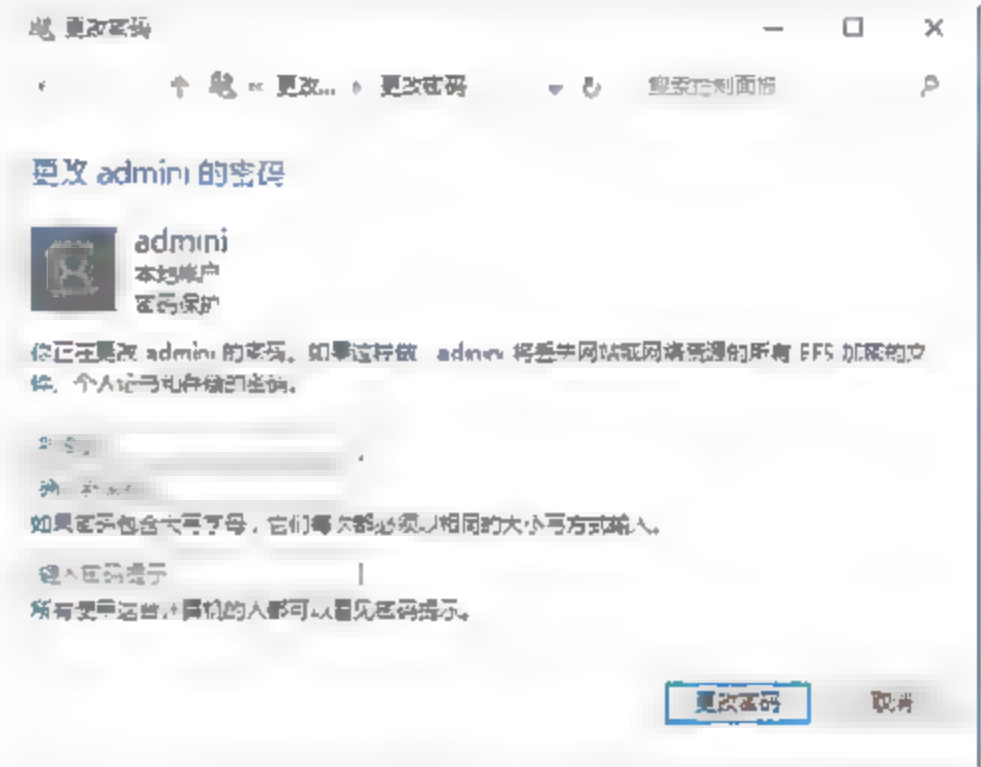 更改密码
更改... 更改密码 搜索控制面板
更改 admini 的密码
admini
本地帐户
密码保护
你正在更改 admini 的密码。如果这样做，admini 将丢失网站或网络资源的所有 EFS 加密的文
件、个人证书和存储的密码。
如果密码包含大写字母，它们每次都必须以相同的大小写方式输入。
键入密码提示
所有使用这台计算机的人都可以看见密码提示。
更改密码 取消